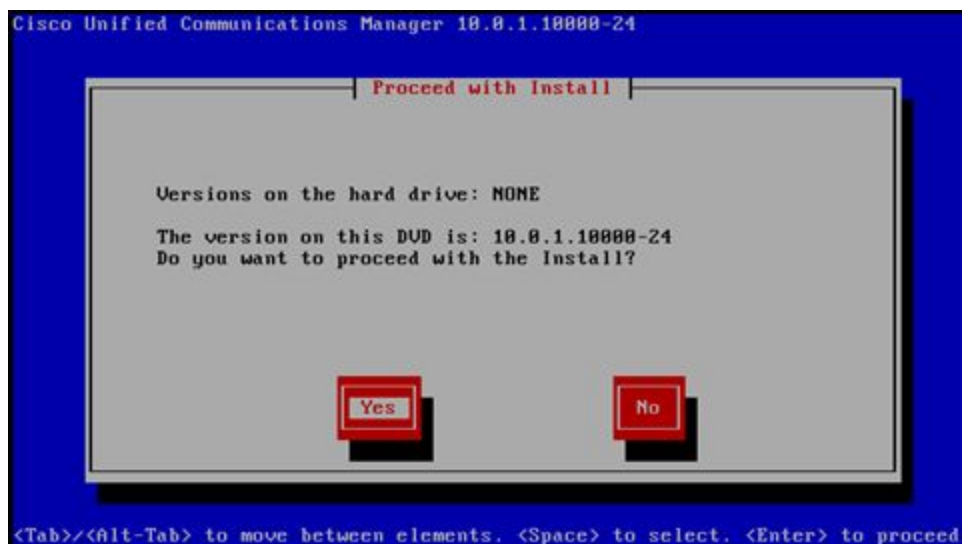 Cisco Unified Communications Manager 10.0.1.10000-24
Proceed with Install
Versions on the hard drive: NONE
The version on this DVD is: 10.0.1.10000-24
Do you want to proceed with the Install?
Yes No
<Tab>/<Alt-Tab> to move between elements. <Space> to select. <Enter> to proceed